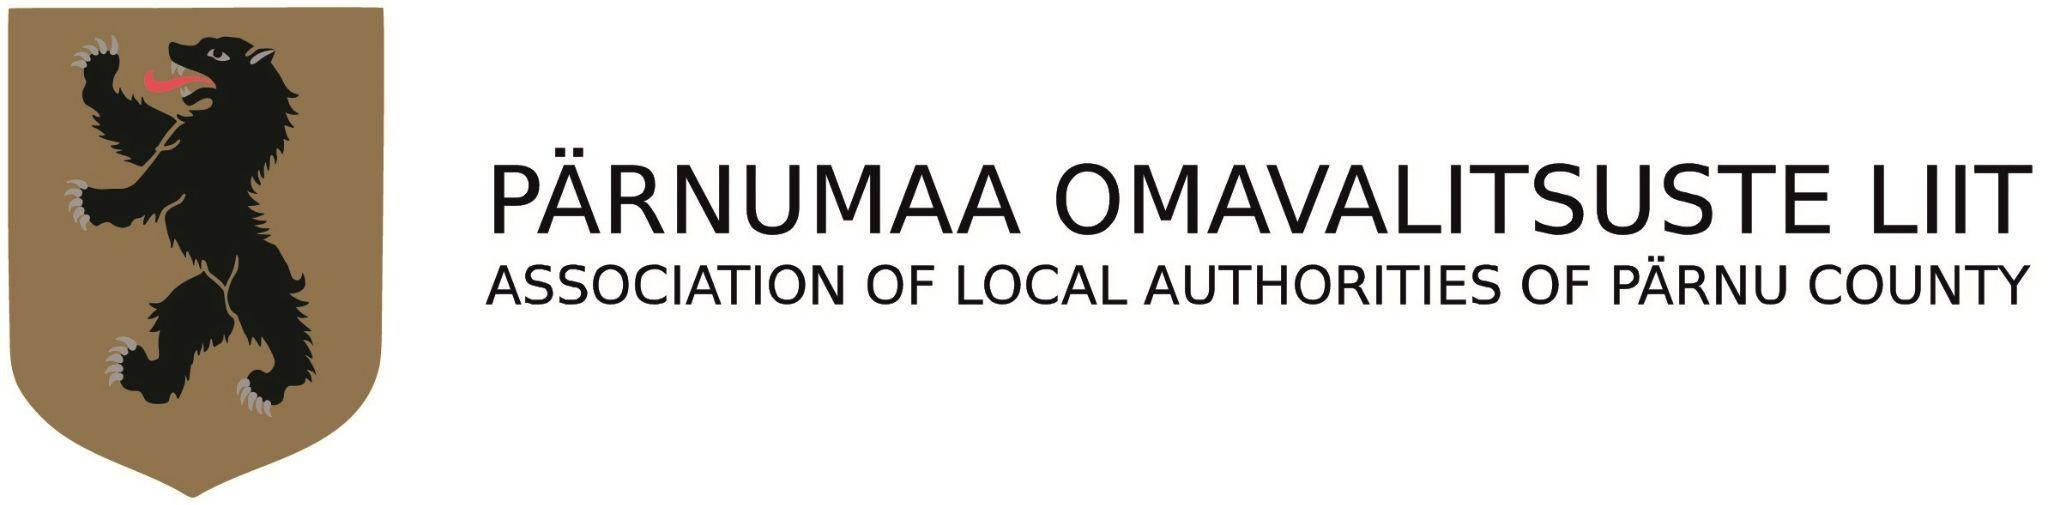 PÄRNUMAA OMAVALITSUSTE LIIT
ASSOCIATION OF LOCAL AUTHORITIES OF PÄRNU COUNTY